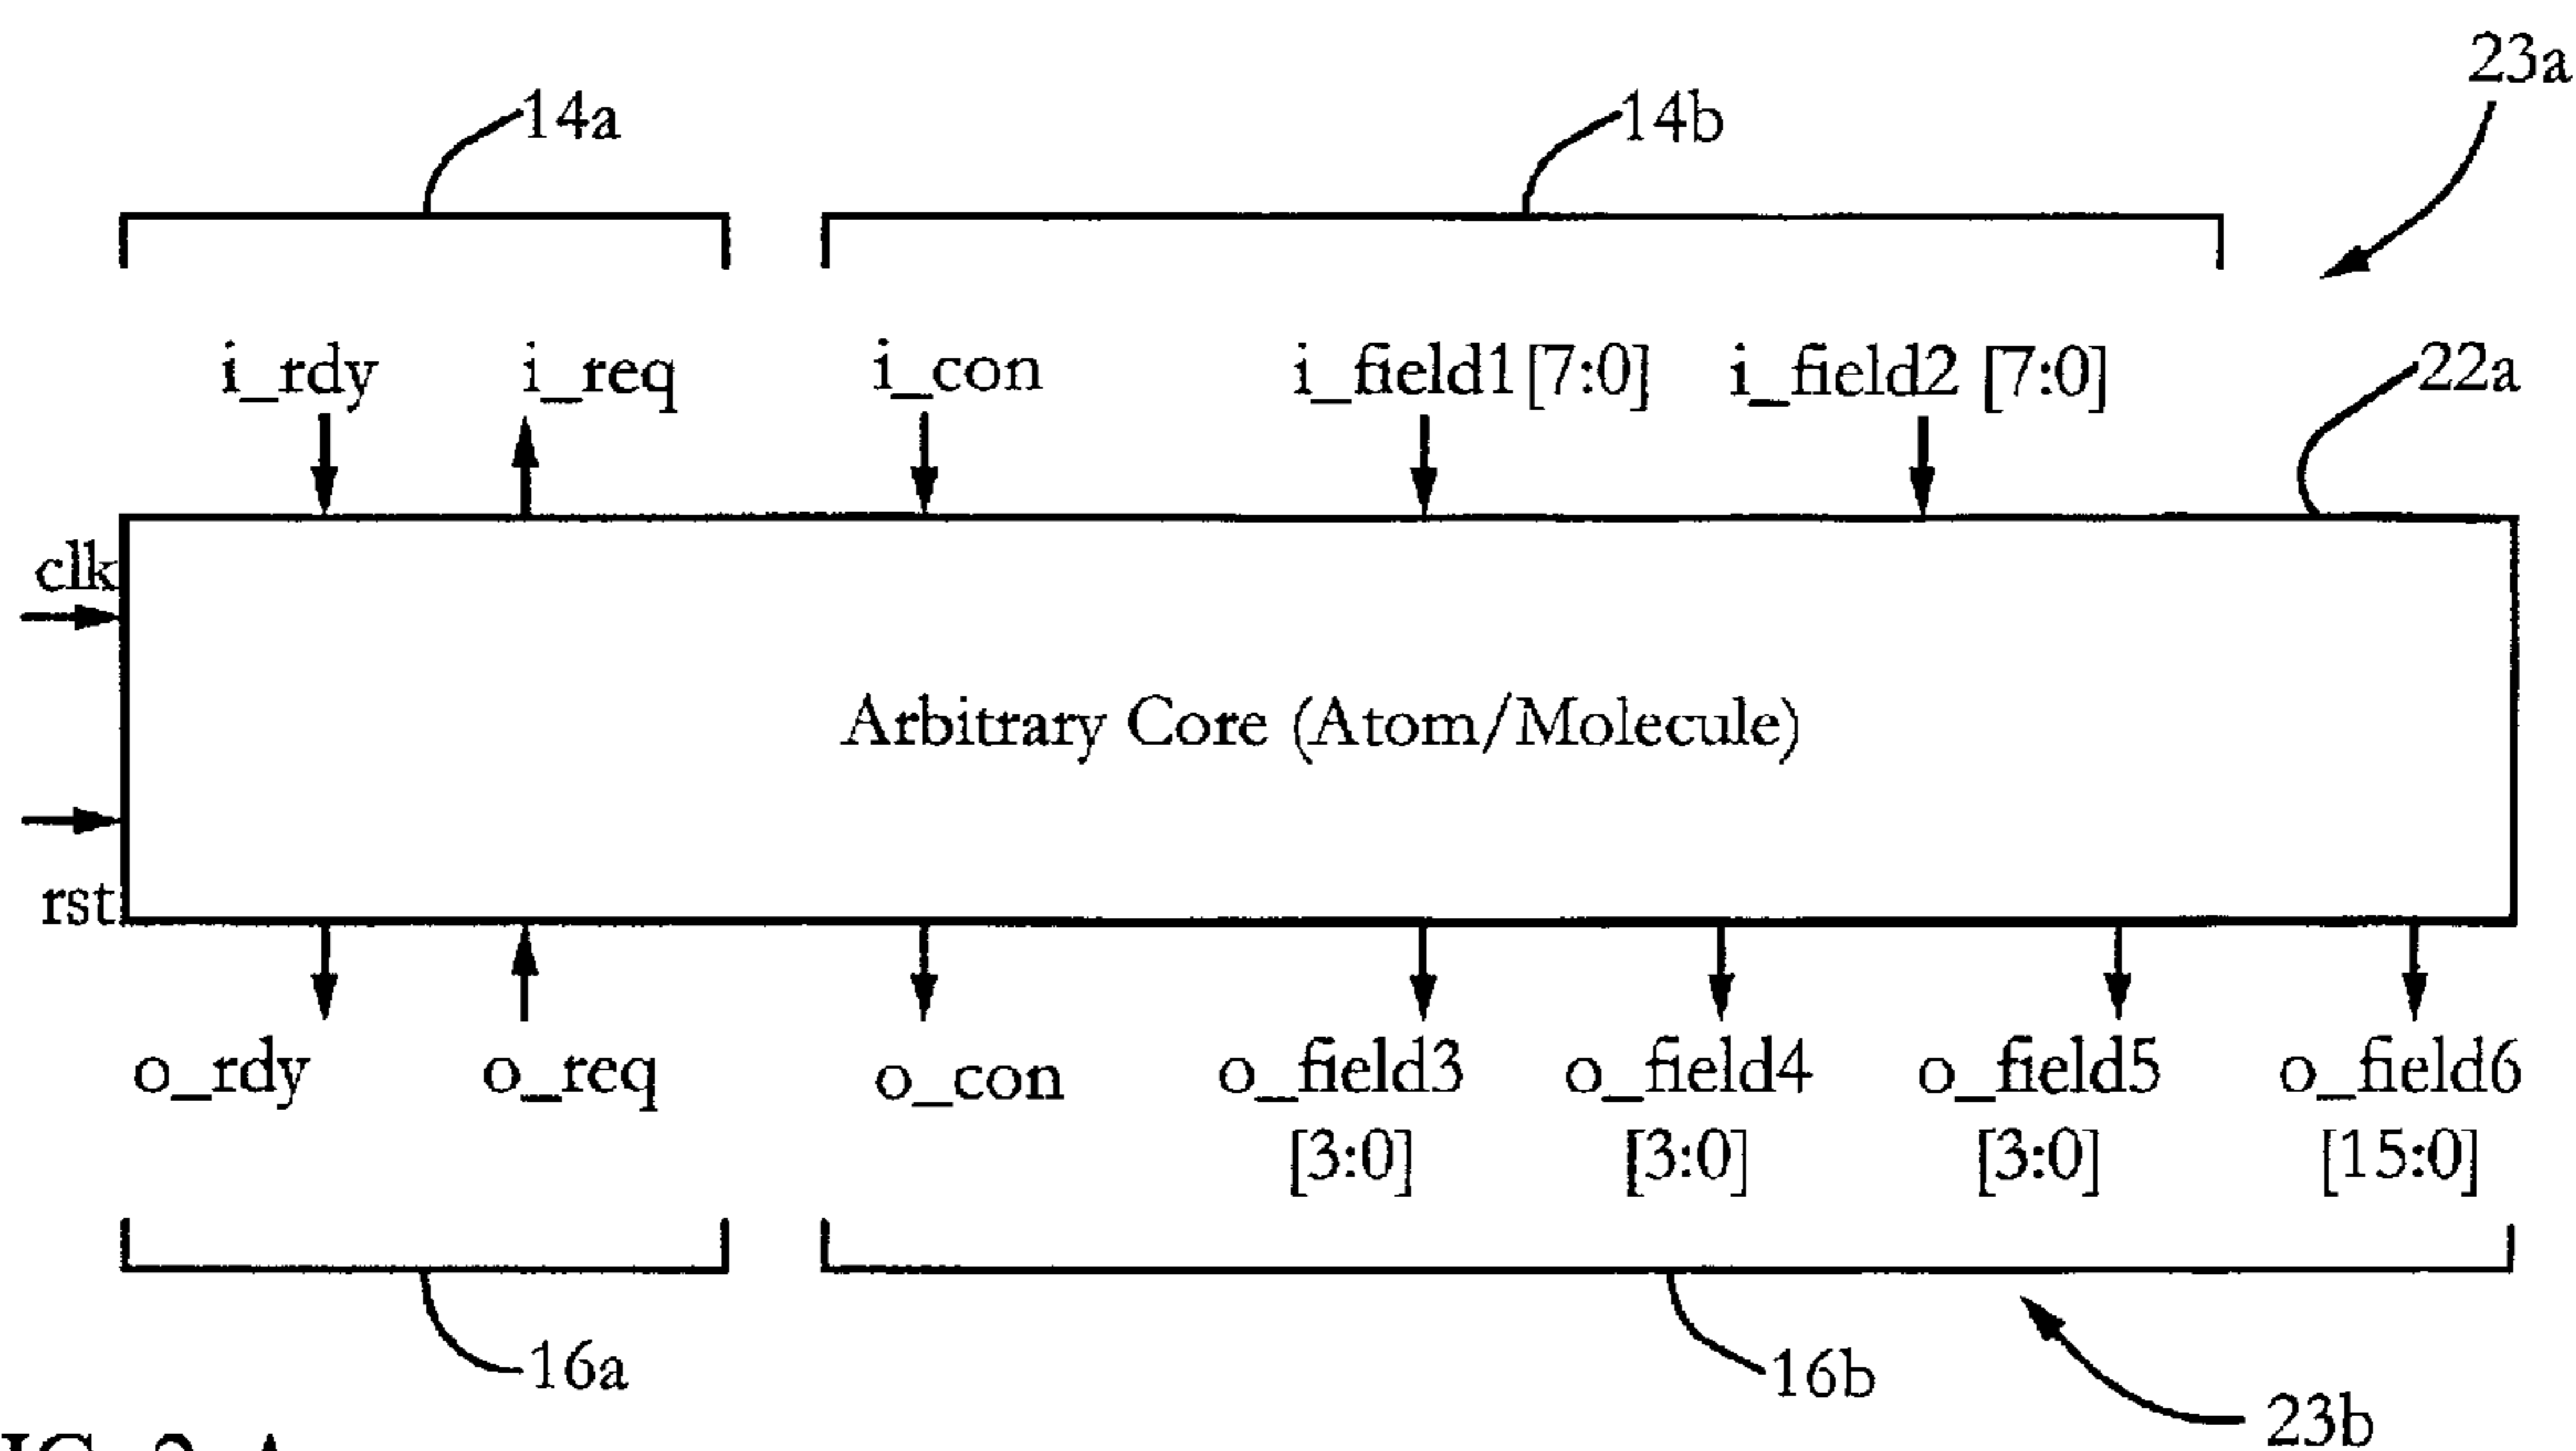 23a
14a 14b
i_rdy i_req i_con i_field1 [7:0] i_field2 [7:0] 22a
clk
Arbitrary Core (Atom/Molecule)
rst
o_rdy o_req o_con o_field3 o_field4 o_field5 o_field6
[3:0] [3:0] [3:0] [15:0]
16a 16b
23b